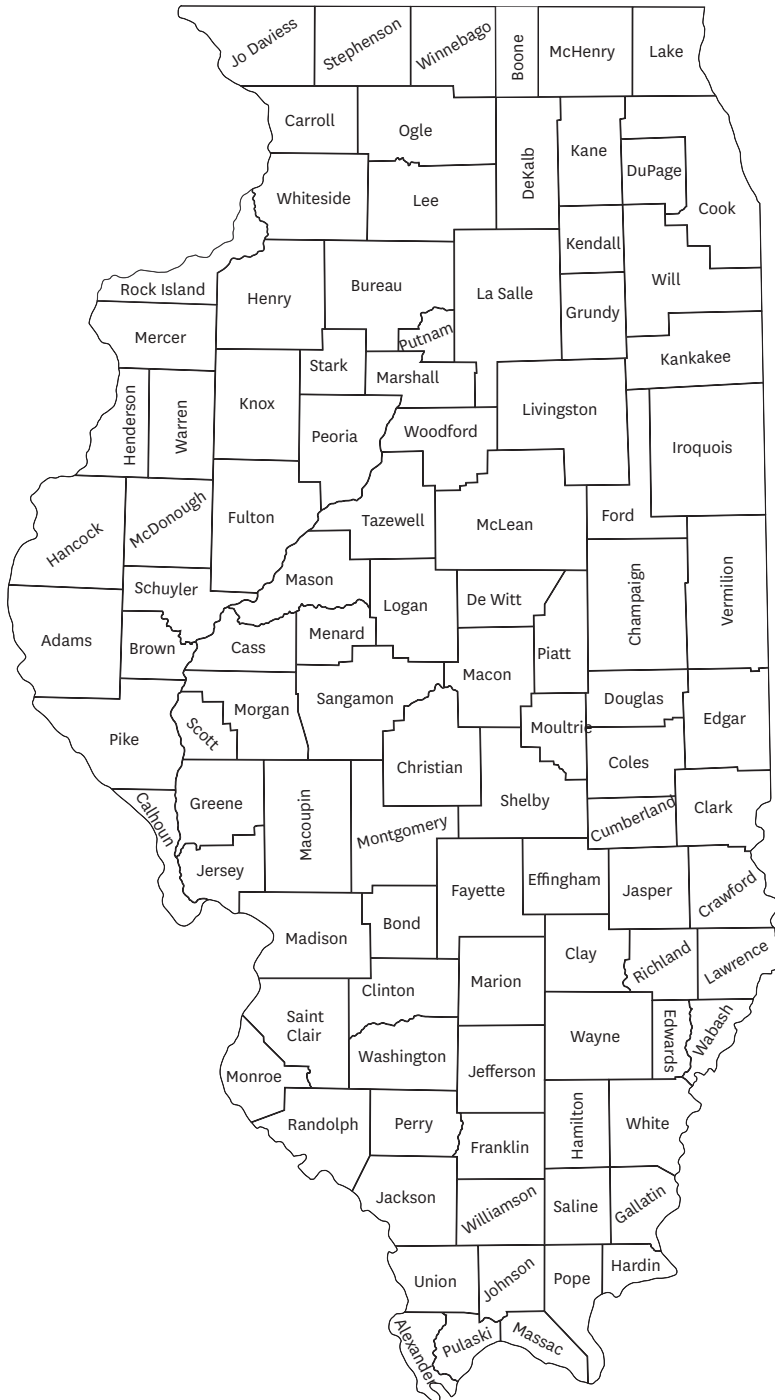 Jo Daviess
Stephenson
Winnebago
Boone
McHenry
Lake
Carroll
Ogle
DeKalb
Kane
DuPage
Cook
Whiteside
Lee
Kendall
Will
Rock Island
Henry
Bureau
La Salle
Grundy
Putnam
Mercer
Stark
Marshall
Kankakee
Henderson
Warren
Knox
Peoria
Woodford
Livingston
Iroquois
Hancock
McDonough
Fulton
Tazewell
McLean
Ford
Schuyler
Mason
Logan
De Witt
Champaign
Vermilion
Adams
Brown
Cass
Menard
Macon
Piatt
Pike
Scott
Morgan
Sangamon
Christian
Moultrie
Douglas
Edgar
Coles
Calhoun
Greene
Macoupin
Montgomery
Shelby
Cumberland
Clark
Jersey
Fayette
Effingham
Jasper
Crawford
Madison
Bond
Clay
Richland
Lawrence
Clinton
Marion
Saint
Clair
Washington
Wayne
Edwards
Wabash
Monroe
Jefferson
Randolph
Perry
Franklin
Hamilton
White
Jackson
Williamson
Saline
Gallatin
Union
Johnson
Pope
Hardin
Alexander
Pulaski
Massac